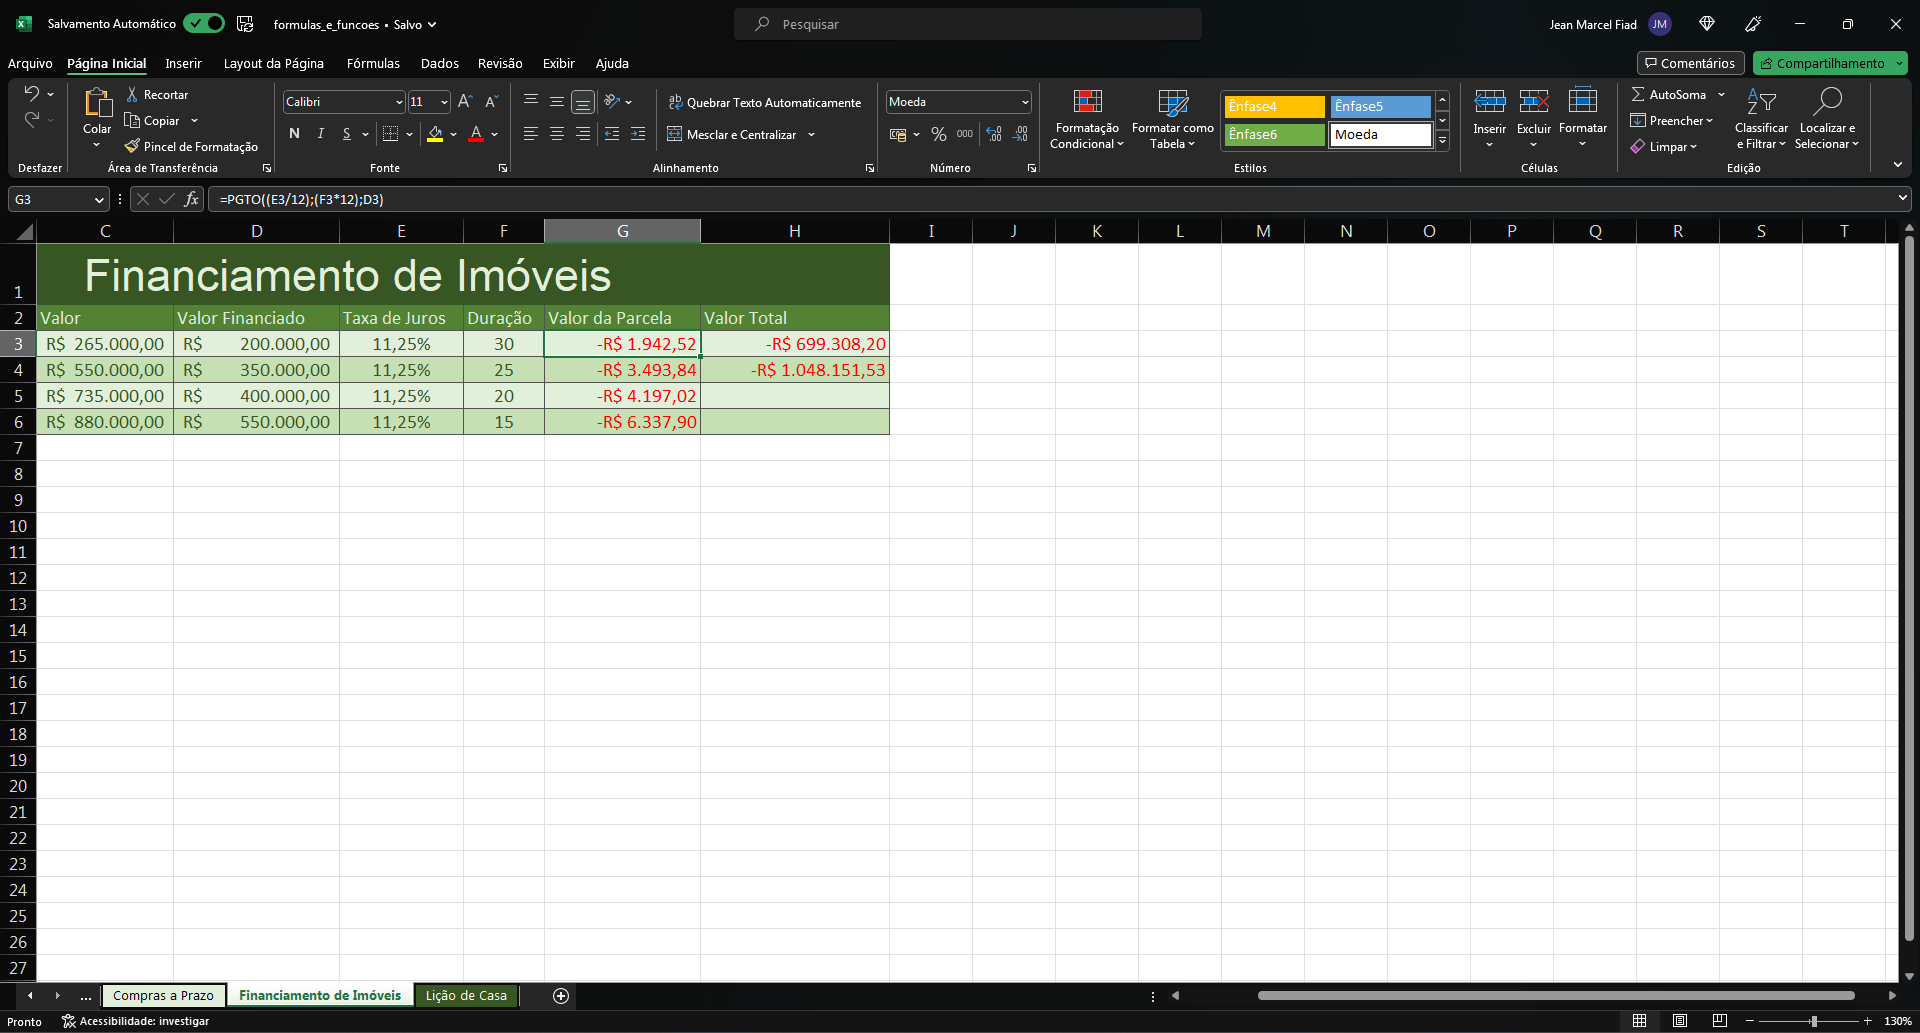 Salvamento Automático
formulas_e_funcoes • Salvo
Pesquisar
Jean Marcel Fiad JM
Arquivo Página Inicial Inserir Layout da Página Fórmulas Dados Revisão Exibir Ajuda
Comentários Compartilhamento
Colar
Recortar
Copiar
Pincel de Formatação
Calibri 11
N I S
A A A
ab Quebrar Texto Automaticamente
Mesclar e Centralizar
Moeda
% 000
Formatação Condicional
Formatar como Tabela
Ênfase4 Ênfase5
Ênfase6 Moeda
Inserir Excluir Formatar
AutoSoma
Preencher
Limpar
Classificar e Filtrar
Localizar e Selecionar
Desfazer Área de Transferência Fonte Alinhamento Número Estilos Células Edição
G3 fx =PGTO((E3/12);(F3*12);D3)
C D E F G H I J K L M N O P Q R S T
1 Financiamento de Imóveis
2 Valor Valor Financiado Taxa de Juros Duração Valor da Parcela Valor Total
3 R$ 265.000,00 R$ 200.000,00 11,25% 30 -R$ 1.942,52 -R$ 699.308,20
4 R$ 550.000,00 R$ 350.000,00 11,25% 25 -R$ 3.493,84 -R$ 1.048.151,53
5 R$ 735.000,00 R$ 400.000,00 11,25% 20 -R$ 4.197,02
6 R$ 880.000,00 R$ 550.000,00 11,25% 15 -R$ 6.337,90
7
8
9
10
11
12
13
14
15
16
17
18
19
20
21
22
23
24
25
26
27
... Compras a Prazo Financiamento de Imóveis Lição de Casa
Pronto Acessibilidade: investigar 130%